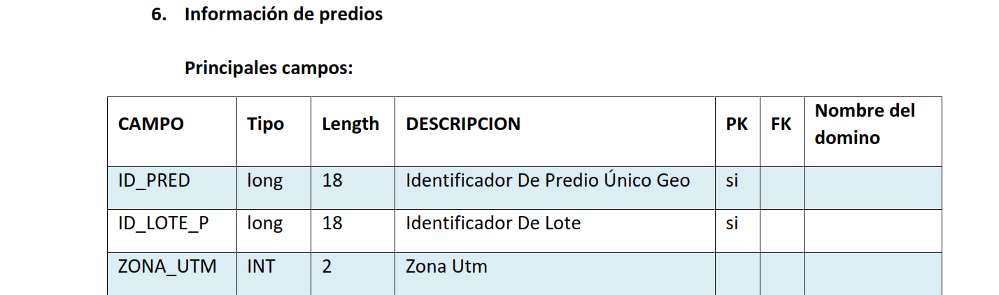 6. Información de predios
Principales campos:
CAMPO Tipo Length DESCRIPCION PK FK Nombre del domino
ID_PRED long 18 Identificador De Predio Único Geo si
ID_LOTE_P long 18 Identificador De Lote si
ZONA_UTM INT 2 Zona Utm